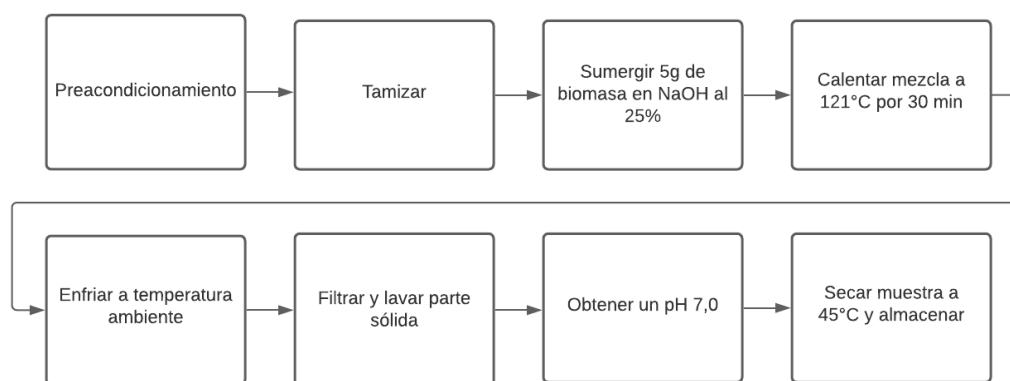 Preacondicionamiento
Tamizar
Sumergir 5g de
biomasa en NaOH al
25%
Calentar mezcla a
121°C por 30 min
Enfriar a temperatura
ambiente
Filtrar y lavar parte
sólida
Obtener un pH 7,0
Secar muestra a
45°C y almacenar